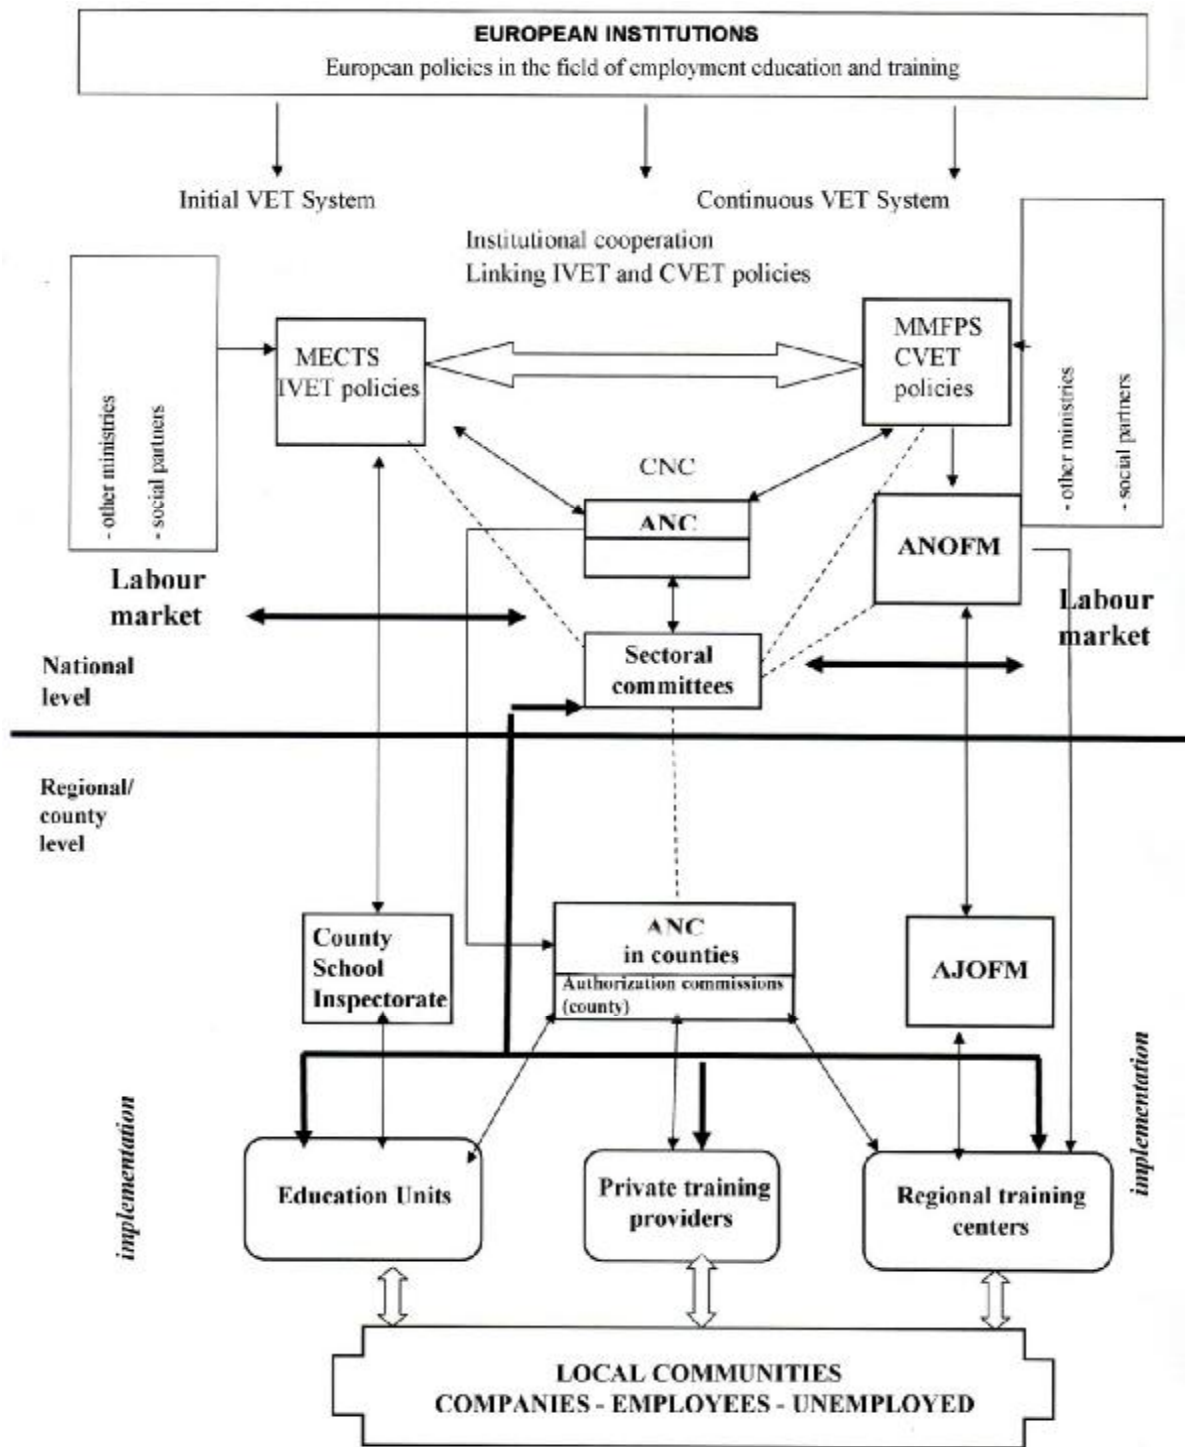 EUROPEAN INSTITUTIONS
European policies in the field of employment education and training
Initial VET System
Continuous VET System
Institutional cooperation
Linking IVET and CVET policies
- other ministries
- social partners
MECTS
IVET policies
MMFPS
CVET
policies
- other ministries
- social partners
CNC
ANC
ANOFM
Labour
market
Labour
market
Sectoral
committees
National
level
Regional/
county
level
County
School
Inspectorate
ANC
in counties
Authorization commissions
(county)
AJOFM
implementation
implementation
Education Units
Private training
providers
Regional training
centers
LOCAL COMMUNITIES
COMPANIES - EMPLOYEES - UNEMPLOYED